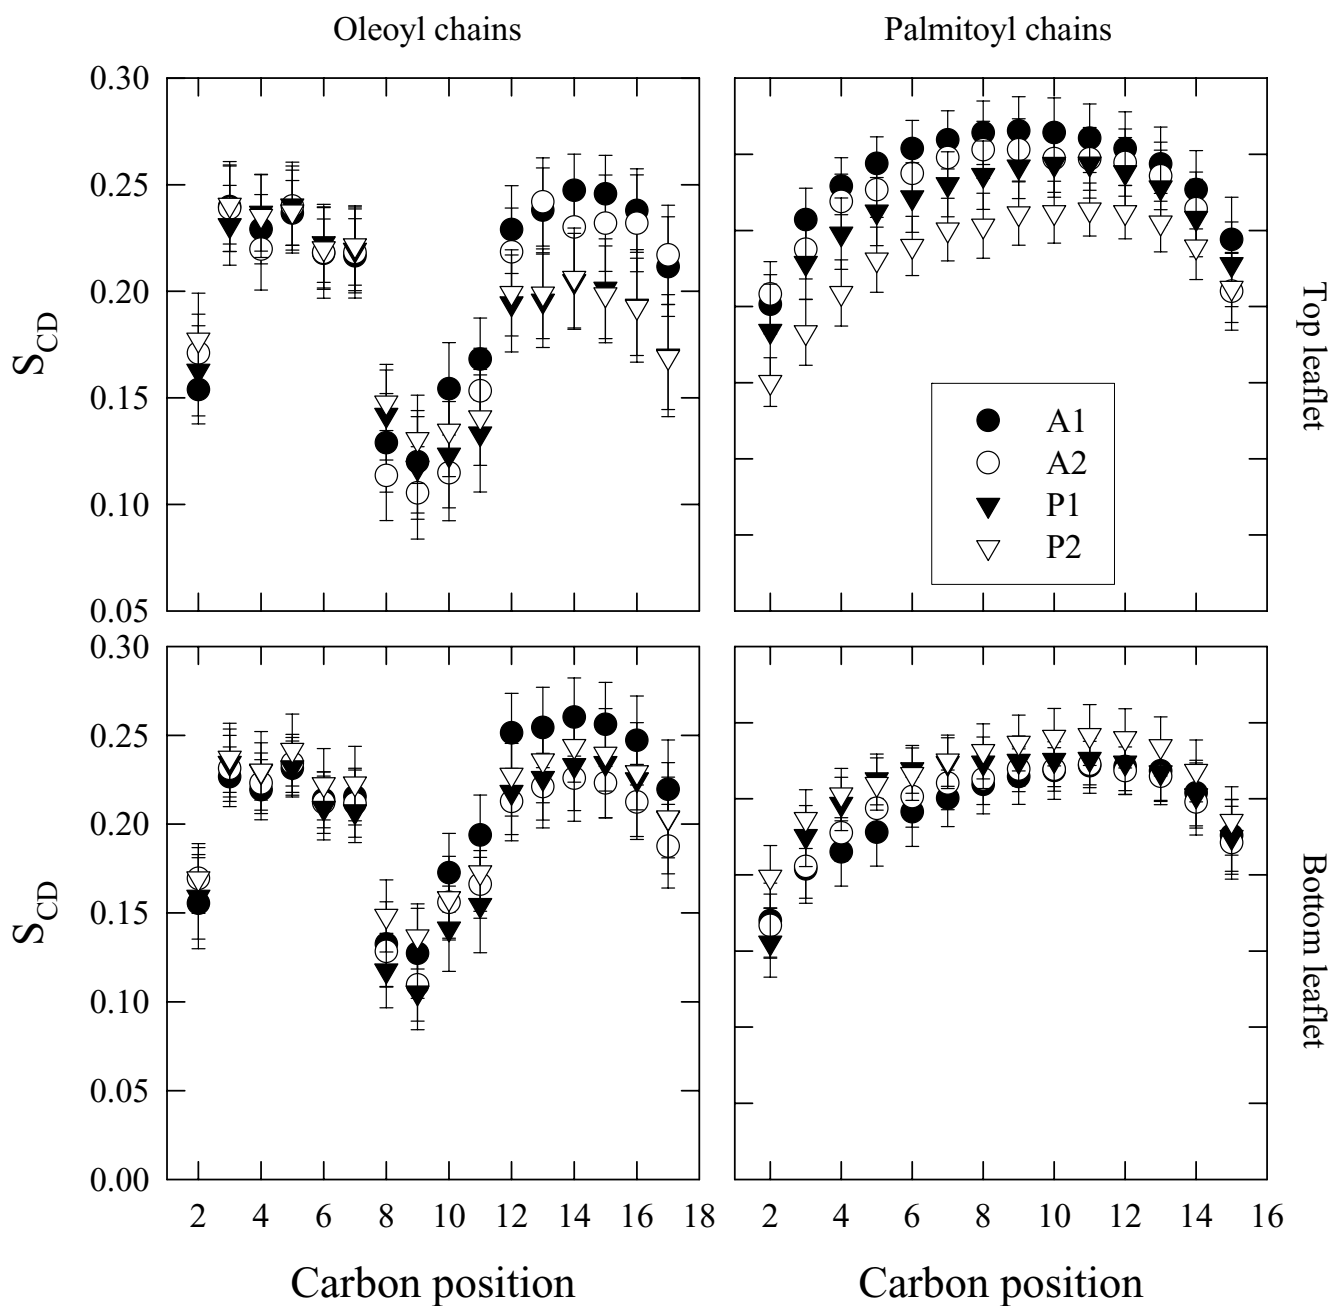 Oleoyl chains
Palmitoyl chains
0.30
0.25
0.20
0.15
0.10
0.05
S_CD
A1
A2
P1
P2
Top leaflet
0.30
0.25
0.20
0.15
0.10
0.05
0.00
S_CD
Bottom leaflet
2 4 6 8 10 12 14 16 18
2 4 6 8 10 12 14 16
Carbon position
Carbon position